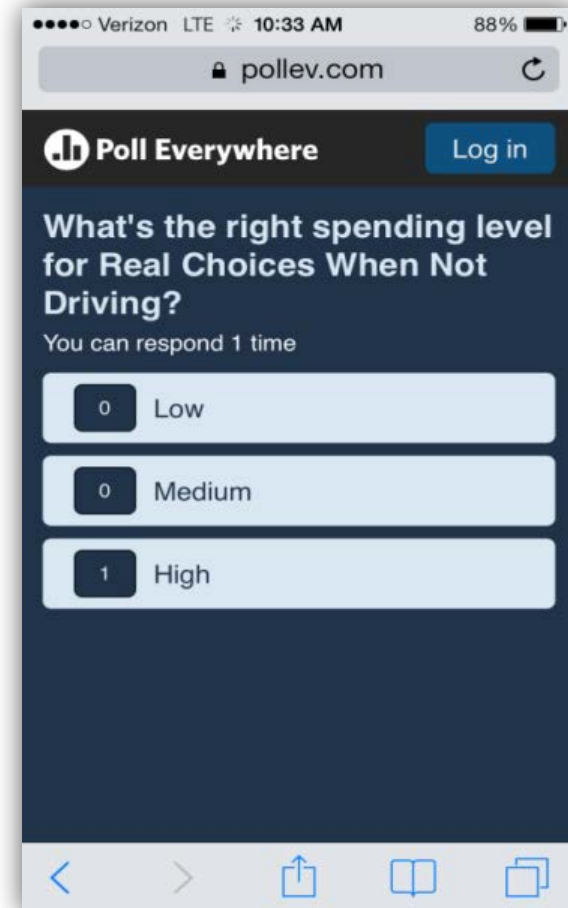 Verizon LTE 10:33 AM 88%
pollev.com
Poll Everywhere Log in
What's the right spending level
for Real Choices When Not
Driving?
You can respond 1 time
0 Low
0 Medium
1 High